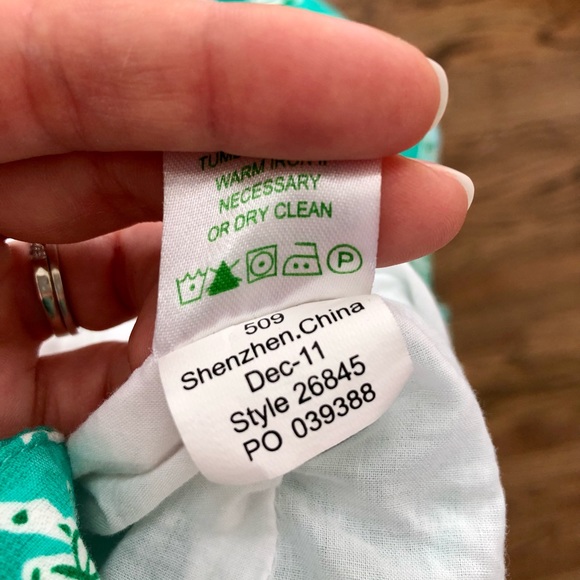 WARM IRON IF
NECESSARY
OR DRY CLEAN
P
509
Shenzhen.China
Dec-11
Style 26845
PO 039388